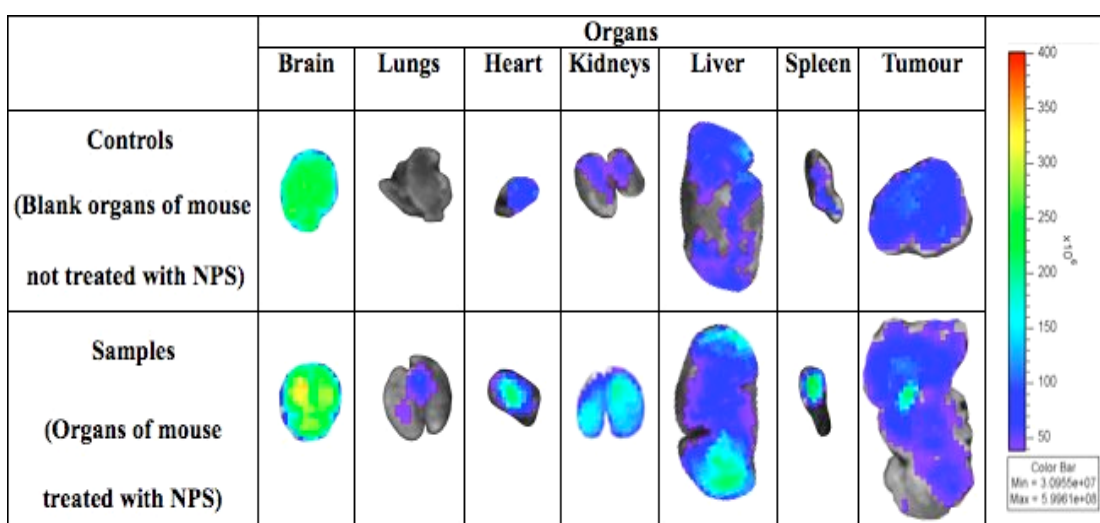 Organs
Brain Lungs Heart Kidneys Liver Spleen Tumour
Controls
(Blank organs of mouse
not treated with NPS)
Samples
(Organs of mouse
treated with NPS)
400
350
300
250
200
150
100
50
×10⁶
Color Bar
Min = 3.0955e+07
Max = 5.9961e+08